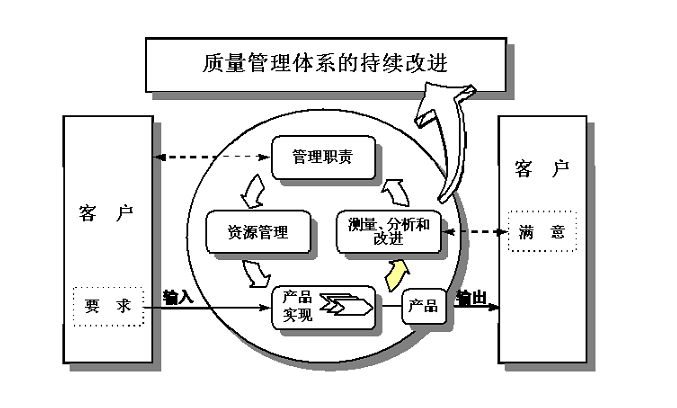 质量管理体系的持续改进
客 户
要 求
输入
管理职责
资源管理
测量、分析和
改进
产品
实现
产品
输出
客 户
满 意